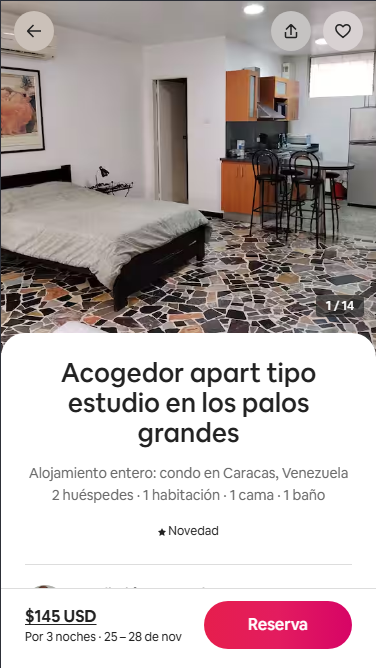 1 / 14
Acogedor apart tipo
estudio en los palos
grandes
Alojamiento entero: condo en Caracas, Venezuela
2 huéspedes · 1 habitación · 1 cama · 1 baño
Novedad
$145 USD
Por 3 noches · 25 – 28 de nov
Reserva